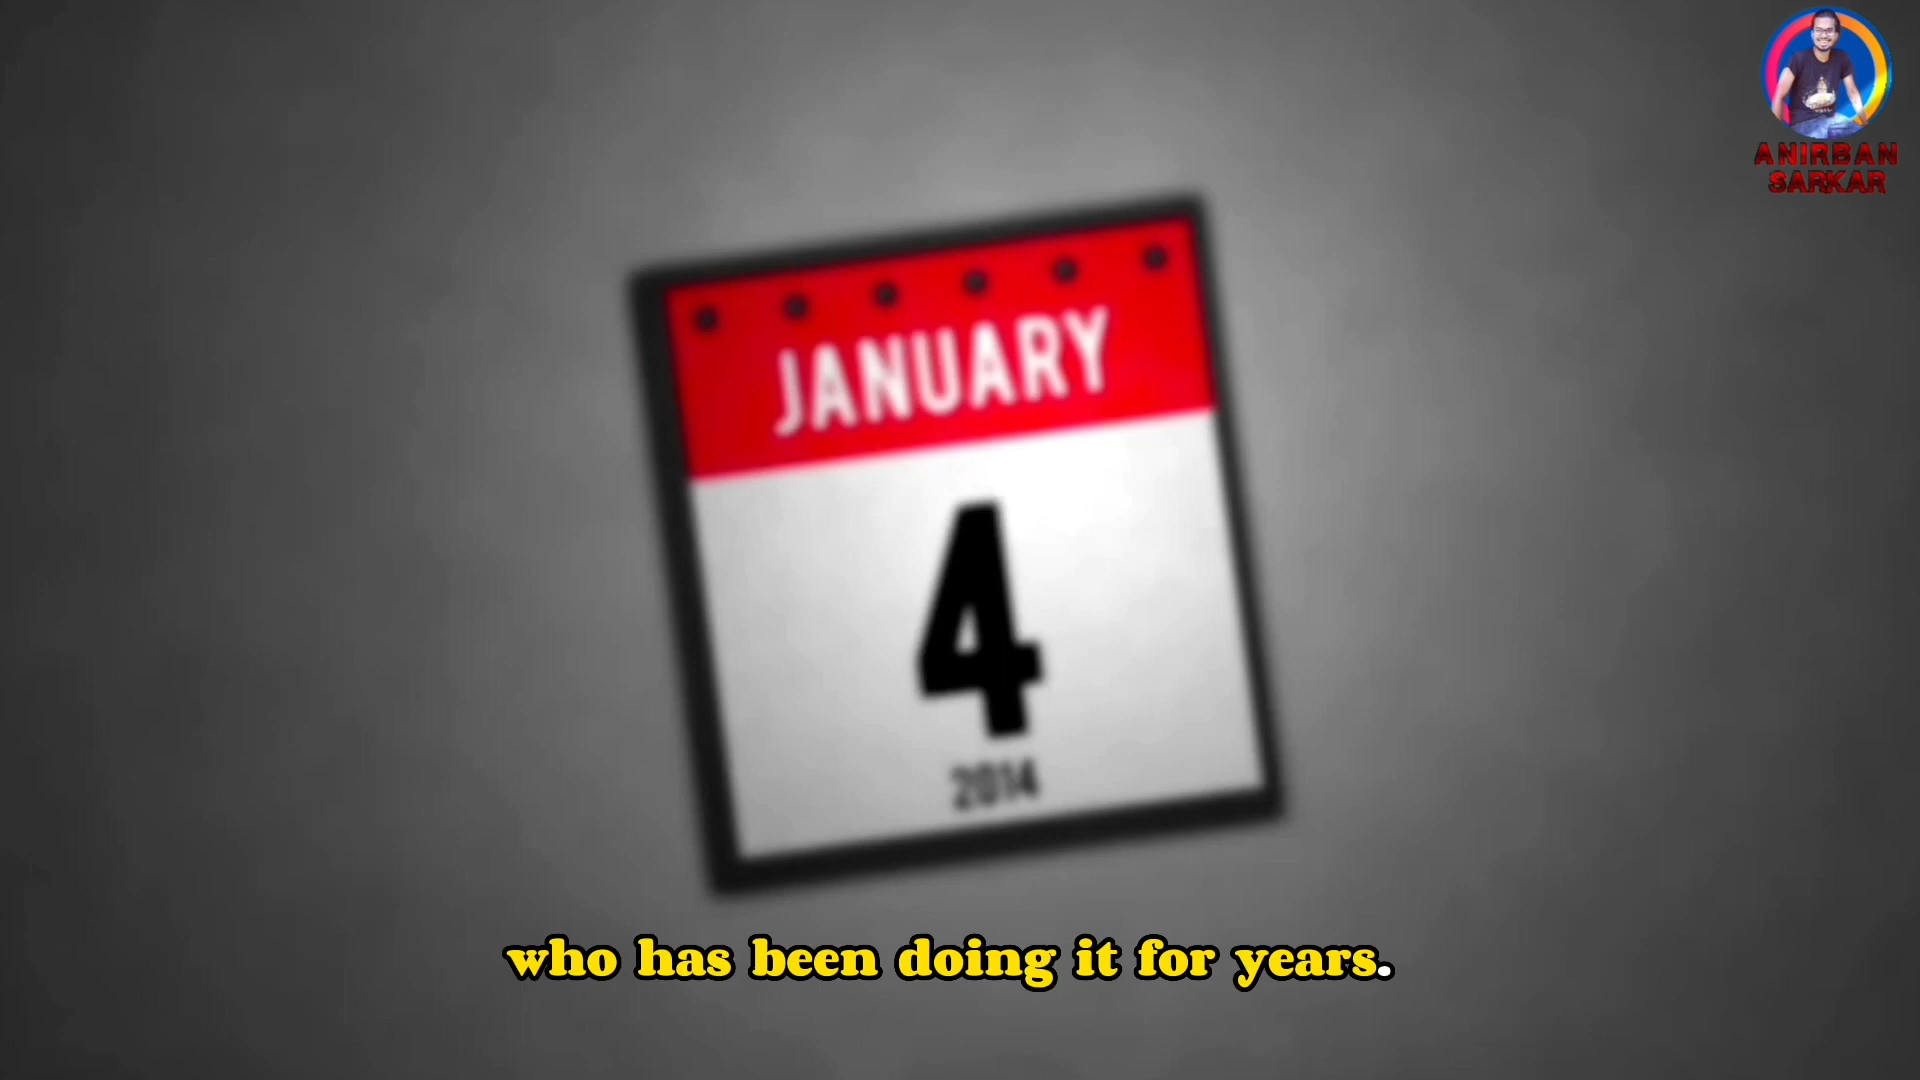 ANIRBAN
SARKAR
JANUARY
4
2014
who has been doing it for years.